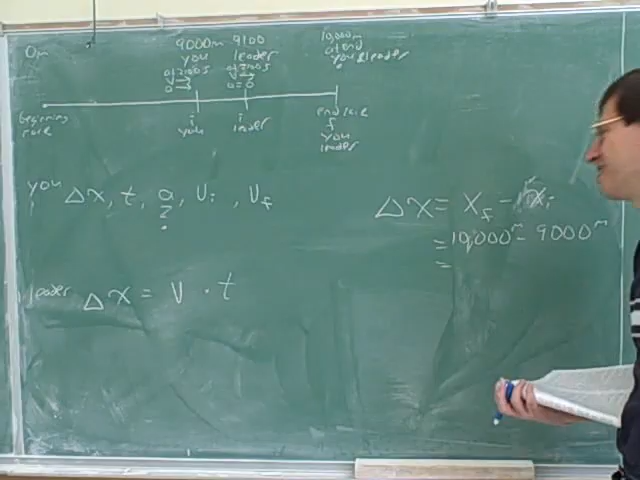 0m
9000m 9100 10,000m
you leader at end
you & leader
a= a=0
beginning race i i end race
you leader f
you
leader
you Δx, t, a, Vi, Vf
?
Δx = Xf - Xi
= 10,000m - 9000m
=
leader Δx = V · t